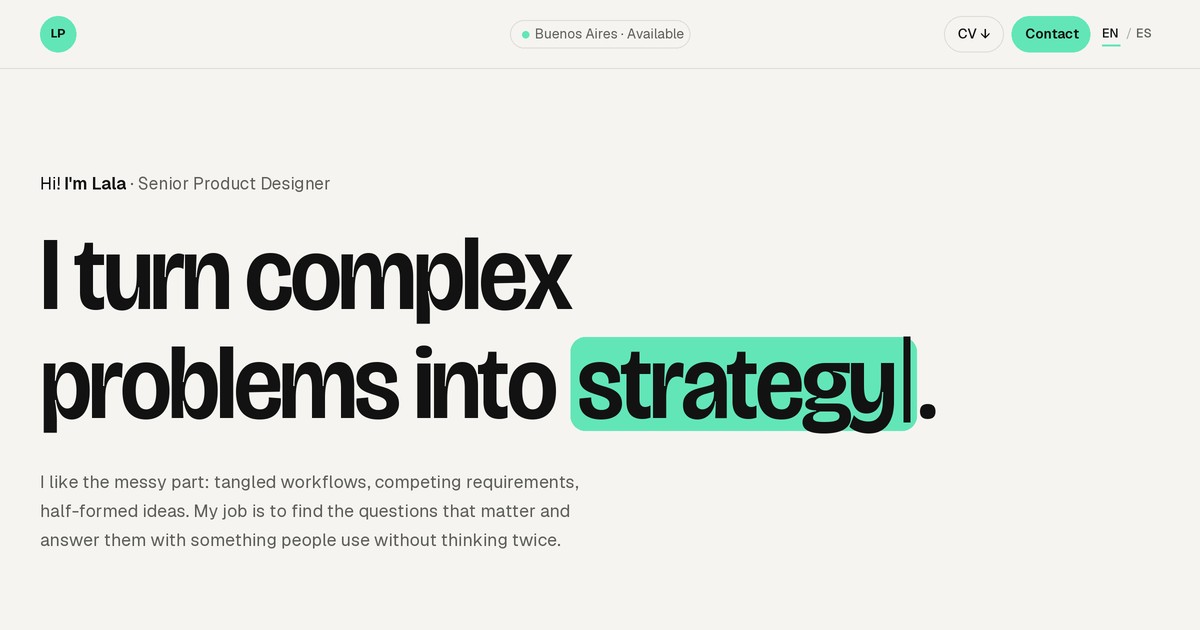 LP
Buenos Aires · Available
CV ↓
Contact
EN / ES
Hi! I'm Lala · Senior Product Designer
I turn complex
problems into strategy|.
I like the messy part: tangled workflows, competing requirements,
half-formed ideas. My job is to find the questions that matter and
answer them with something people use without thinking twice.